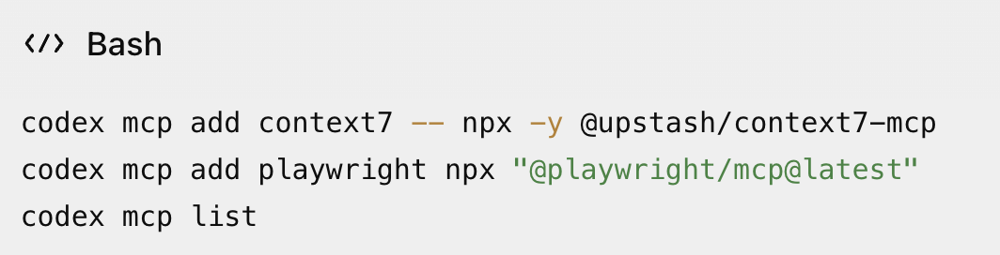 </> Bash
codex mcp add context7 -- npx -y @upstash/context7-mcp
codex mcp add playwright npx "@playwright/mcp@latest"
codex mcp list